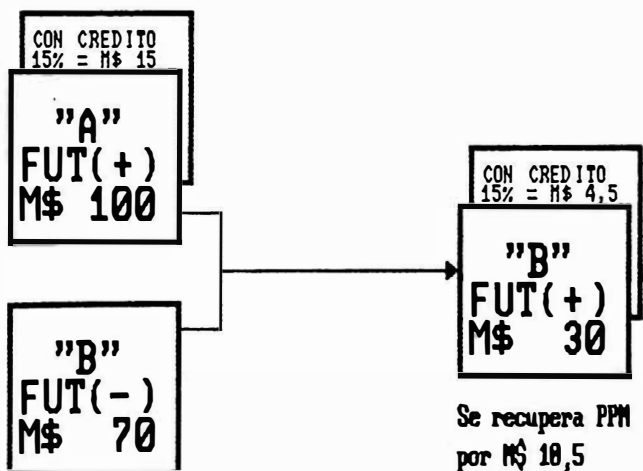 CON CREDITO
15% = M$ 15
"A"
FUT(+)
M$ 100
"B"
FUT(-)
M$ 70
CON CREDITO
15% = M$ 4,5
"B"
FUT(+)
M$ 30
Se recupera PPM
por M$ 10,5